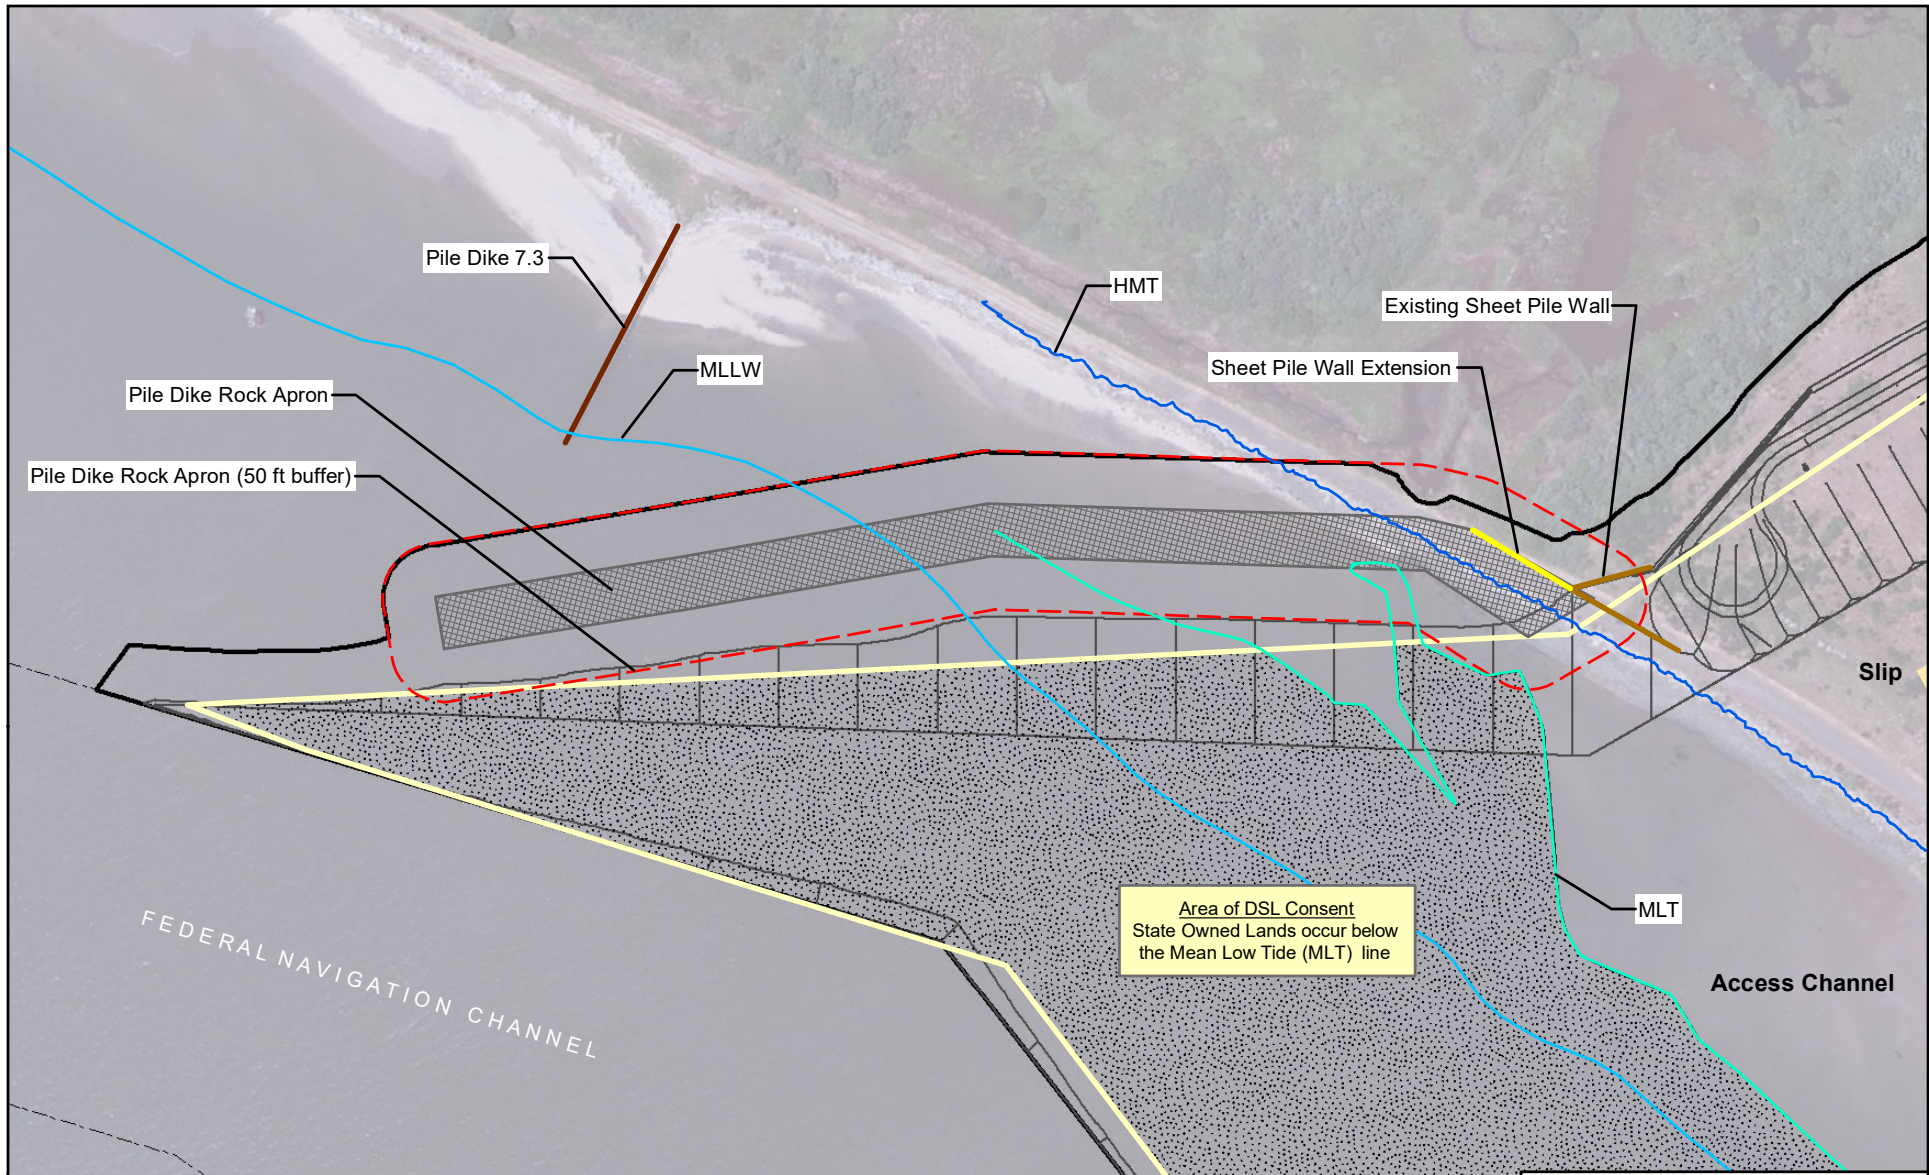 Pile Dike 7.3
HMT
Existing Sheet Pile Wall
Sheet Pile Wall Extension
MLLW
Pile Dike Rock Apron
Pile Dike Rock Apron (50 ft buffer)
Slip
Area of DSL Consent
State Owned Lands occur below
the Mean Low Tide (MLT) line
MLT
Access Channel
FEDERAL NAVIGATION CHANNEL